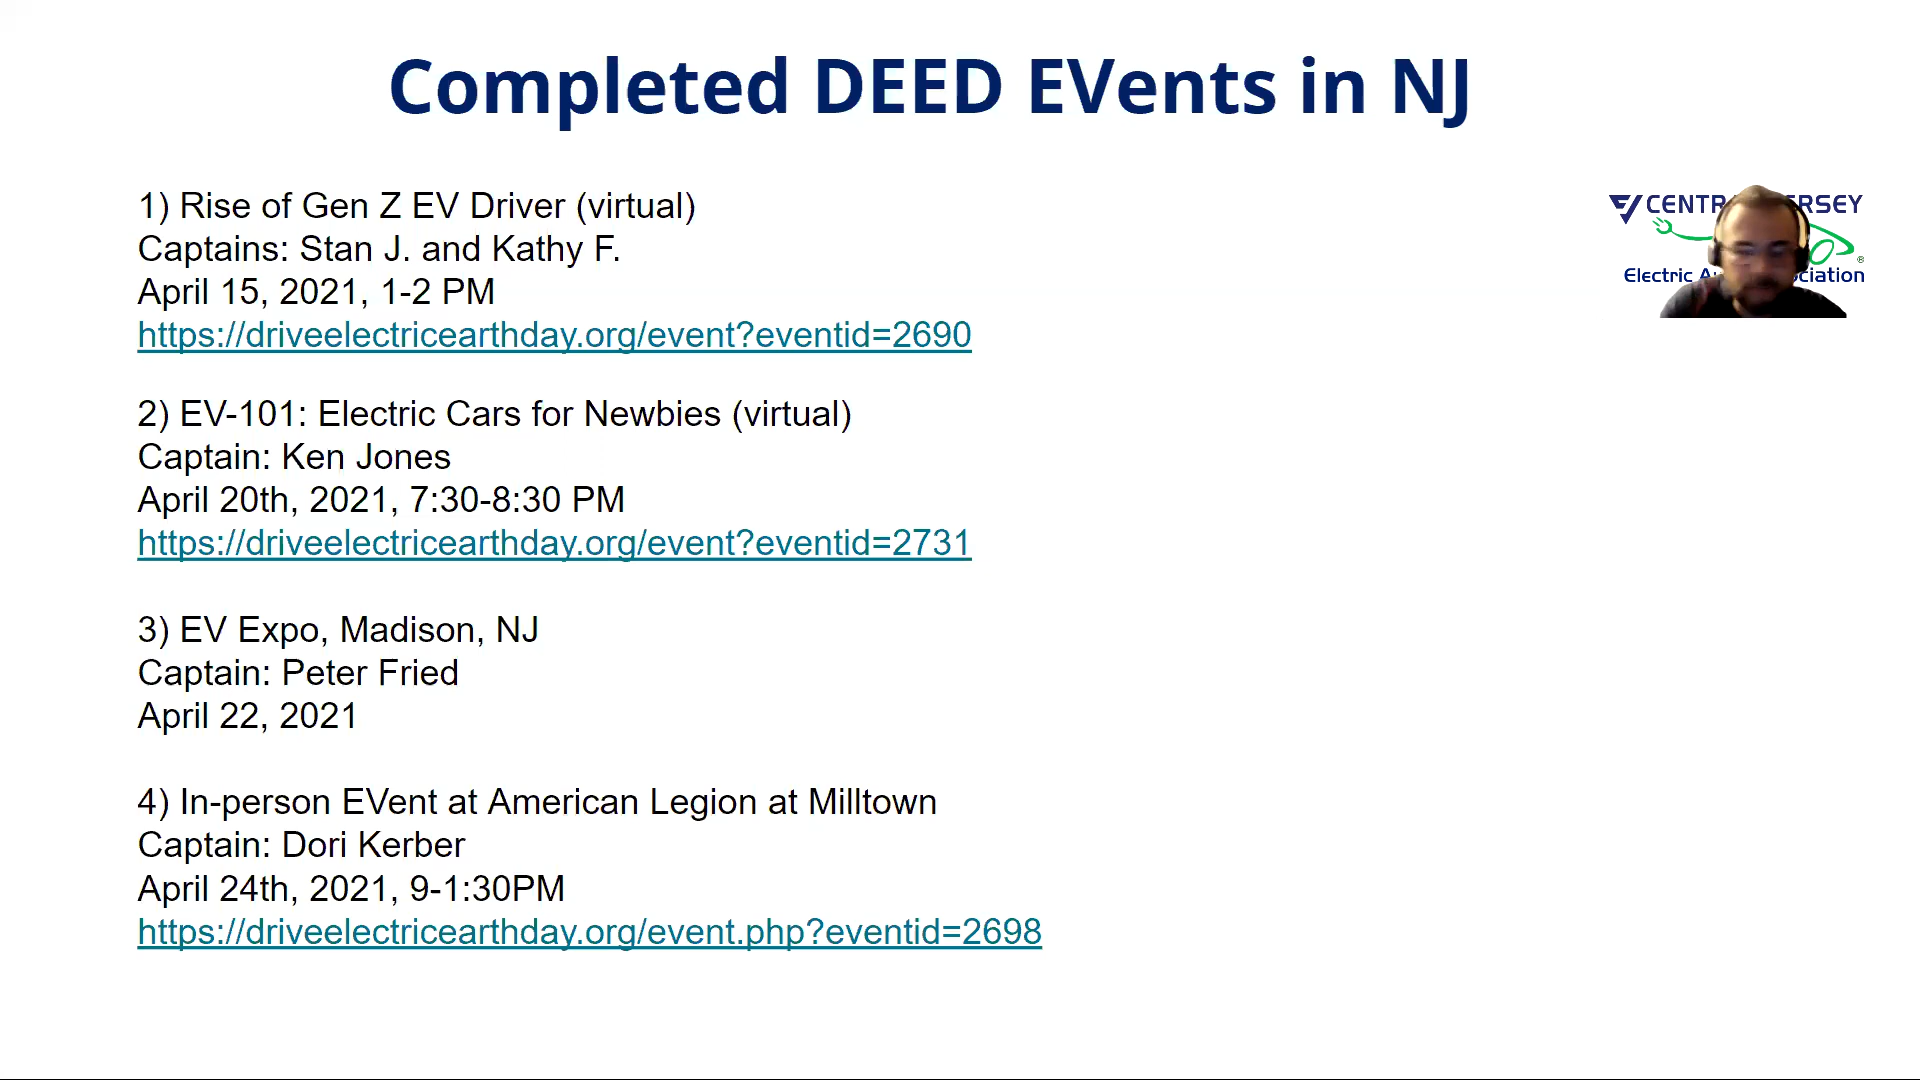 Completed DEED EVents in NJ
1) Rise of Gen Z EV Driver (virtual)
Captains: Stan J. and Kathy F.
April 15, 2021, 1-2 PM
https://driveelectricearthday.org/event?eventid=2690
2) EV-101: Electric Cars for Newbies (virtual)
Captain: Ken Jones
April 20th, 2021, 7:30-8:30 PM
https://driveelectricearthday.org/event?eventid=2731
3) EV Expo, Madison, NJ
Captain: Peter Fried
April 22, 2021
4) In-person EVent at American Legion at Milltown
Captain: Dori Kerber
April 24th, 2021, 9-1:30PM
https://driveelectricearthday.org/event.php?eventid=2698
EV
Electric
®